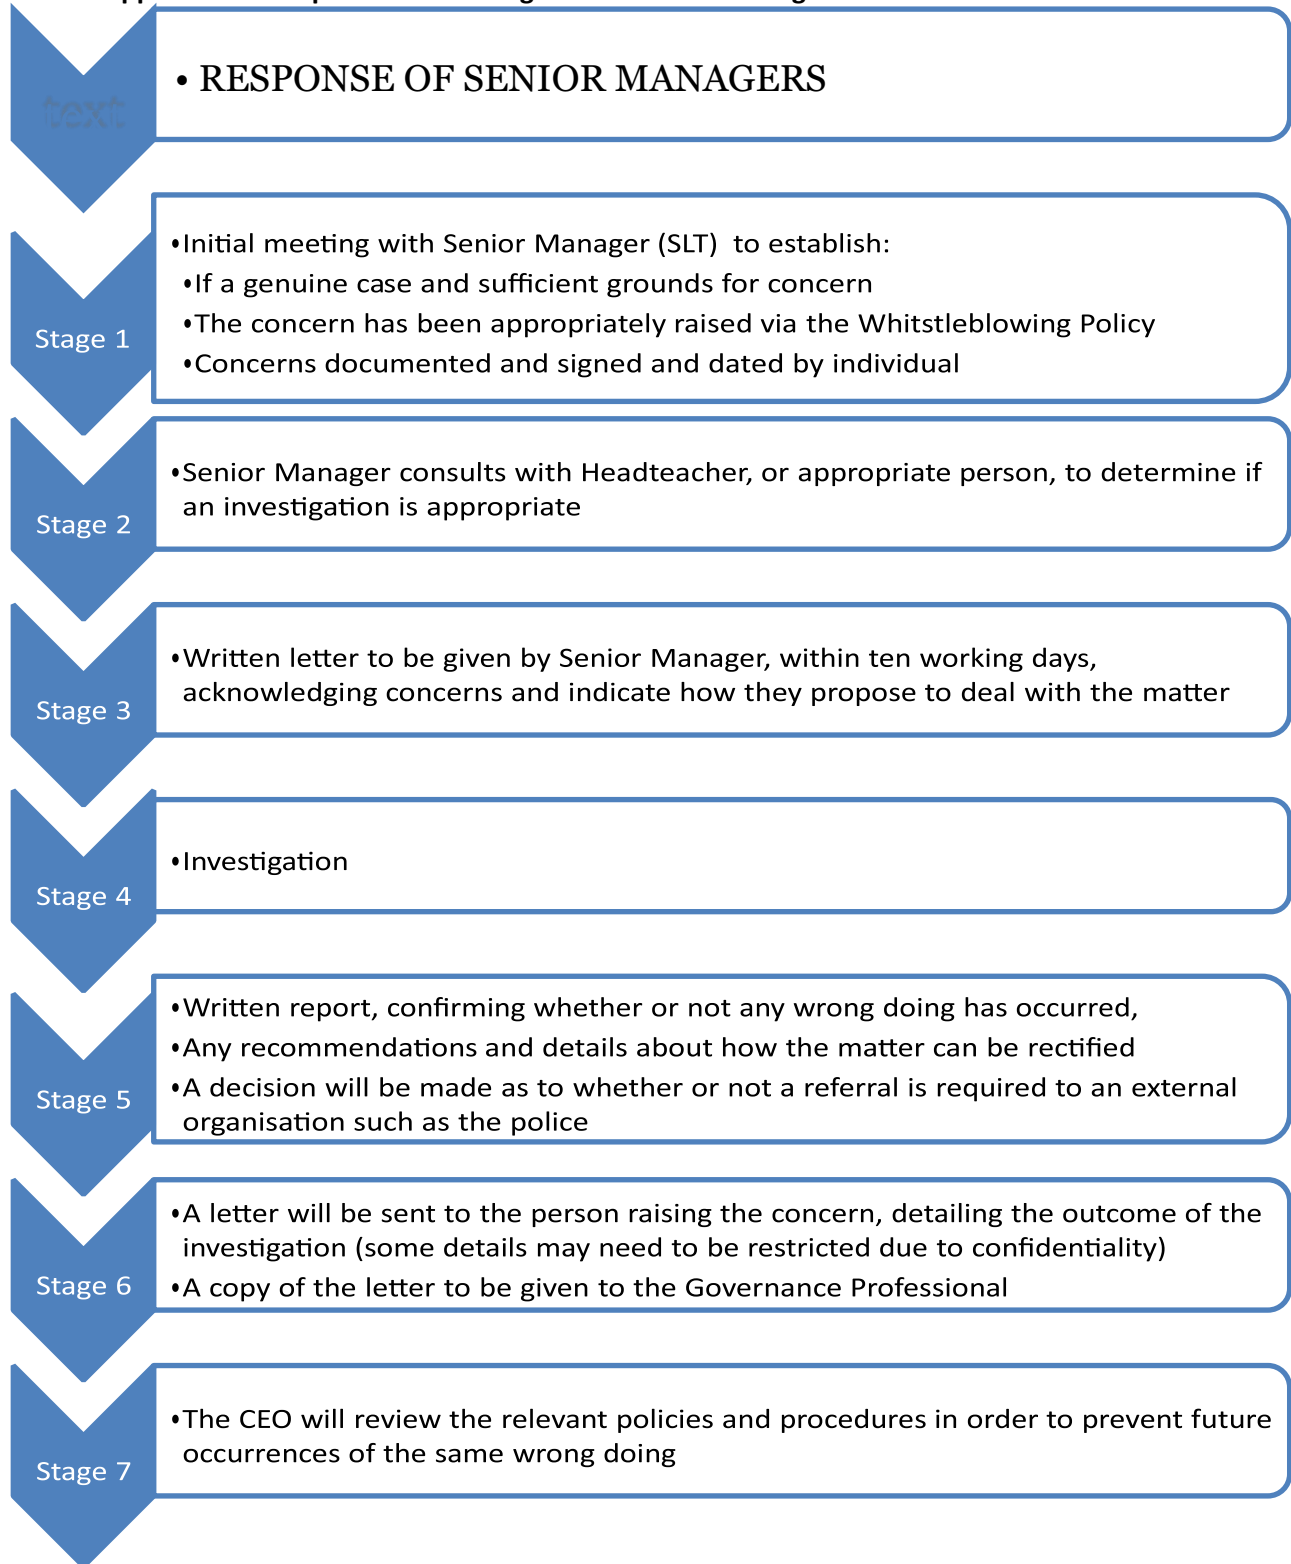 • RESPONSE OF SENIOR MANAGERS
text
•Initial meeting with Senior Manager (SLT) to establish:
•If a genuine case and sufficient grounds for concern
•The concern has been appropriately raised via the Whitstleblowing Policy
•Concerns documented and signed and dated by individual
Stage 1
•Senior Manager consults with Headteacher, or appropriate person, to determine if
an investigation is appropriate
Stage 2
•Written letter to be given by Senior Manager, within ten working days,
acknowledging concerns and indicate how they propose to deal with the matter
Stage 3
•Investigation
Stage 4
•Written report, confirming whether or not any wrong doing has occurred,
•Any recommendations and details about how the matter can be rectified
•A decision will be made as to whether or not a referral is required to an external
organisation such as the police
Stage 5
•A letter will be sent to the person raising the concern, detailing the outcome of the
investigation (some details may need to be restricted due to confidentiality)
•A copy of the letter to be given to the Governance Professional
Stage 6
•The CEO will review the relevant policies and procedures in order to prevent future
occurrences of the same wrong doing
Stage 7